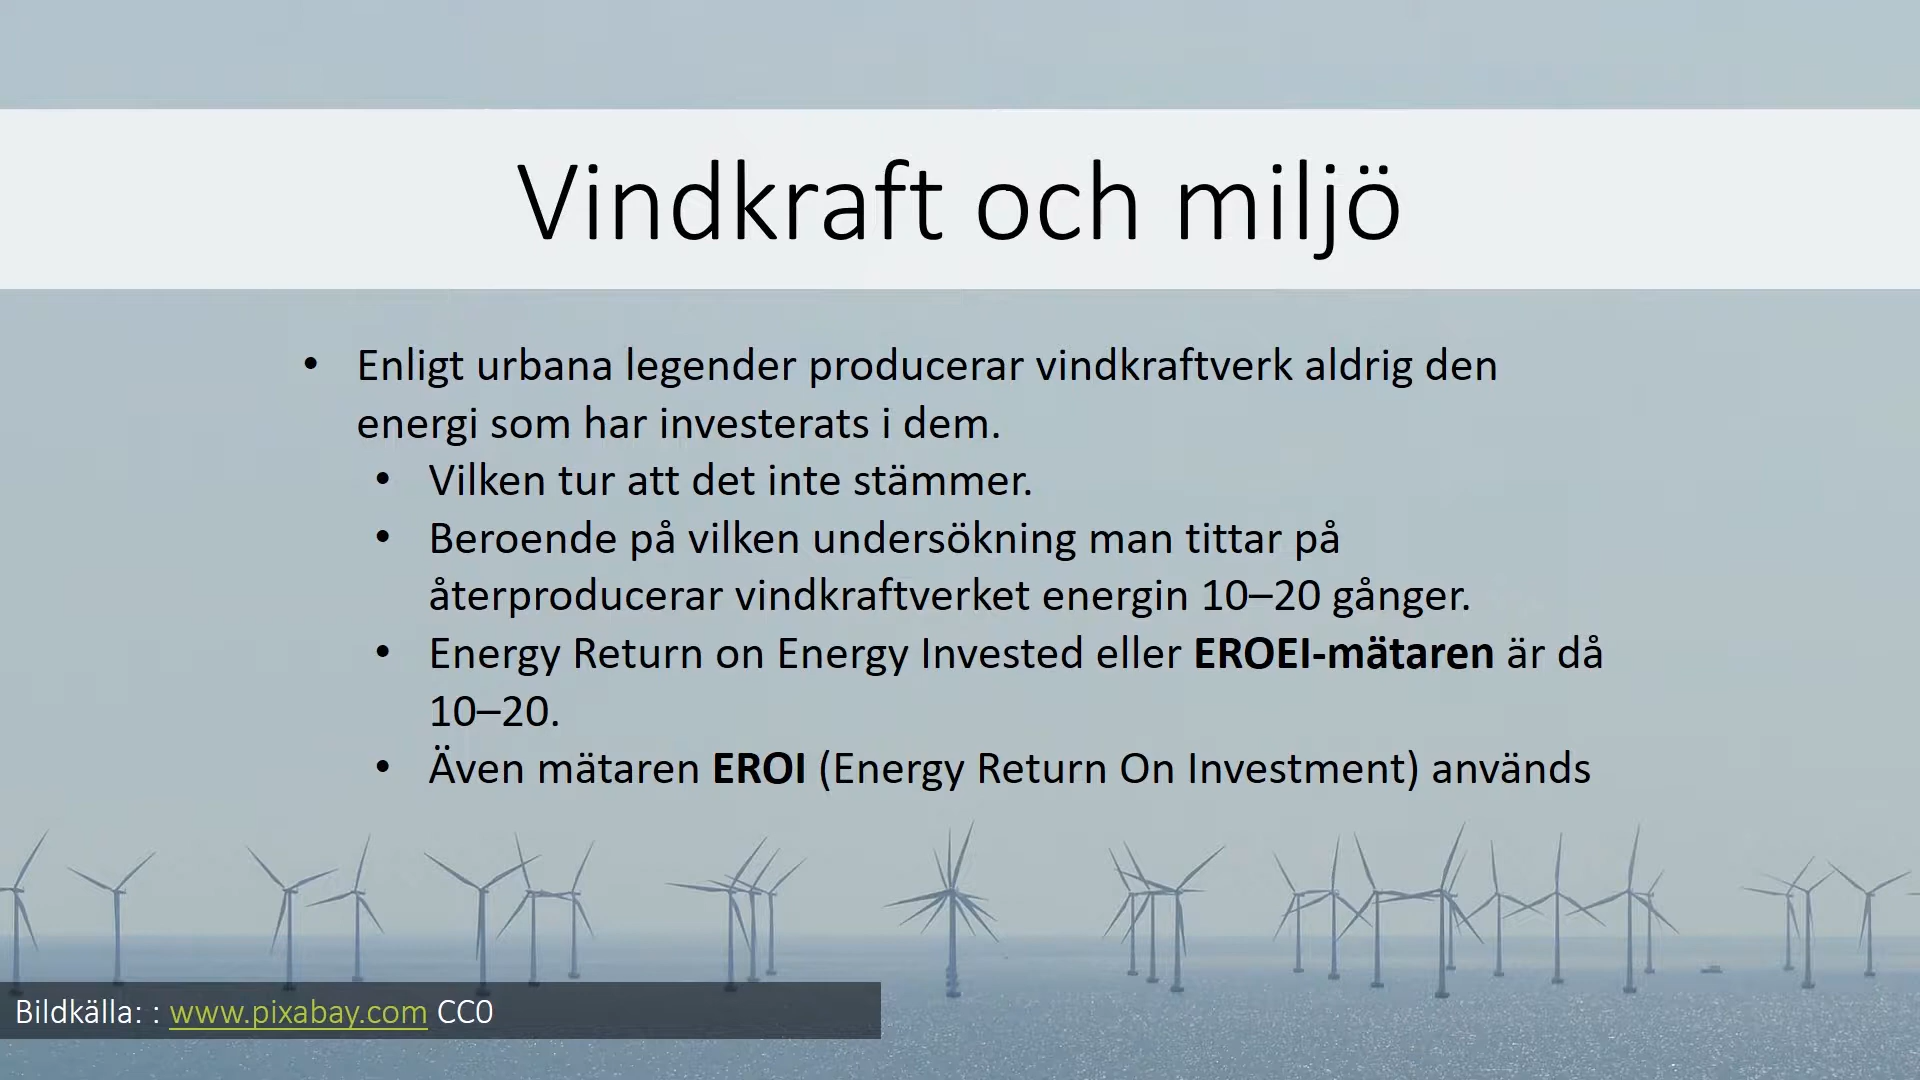 Vindkraft och miljö
• Enligt urbana legender producerar vindkraftverk aldrig den
energi som har investerats i dem.
• Vilken tur att det inte stämmer.
• Beroende på vilken undersökning man tittar på
återproducerar vindkraftverket energin 10–20 gånger.
• Energy Return on Energy Invested eller EROEI-mätaren är då
10–20.
• Även mätaren EROI (Energy Return On Investment) används
Bildkälla: : www.pixabay.com CC0